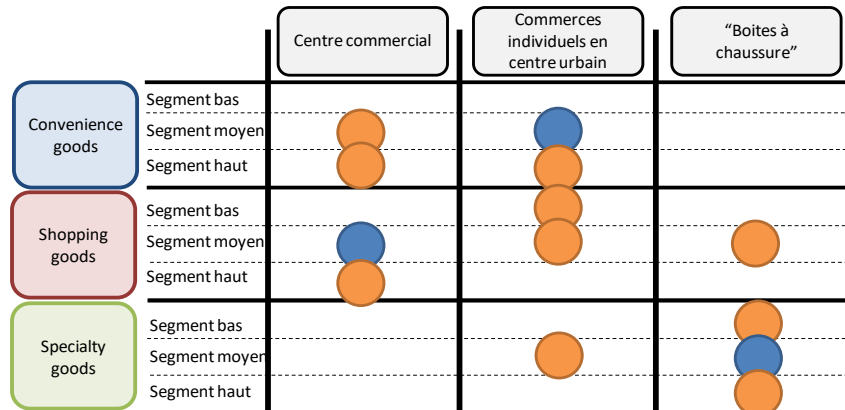 Centre commercial
Commerces
individuels en
centre urbain
“Boites à
chaussure”
Convenience
goods
Segment bas
Segment moyen
Segment haut
Shopping
goods
Segment bas
Segment moyen
Segment haut
Specialty
goods
Segment bas
Segment moyen
Segment haut